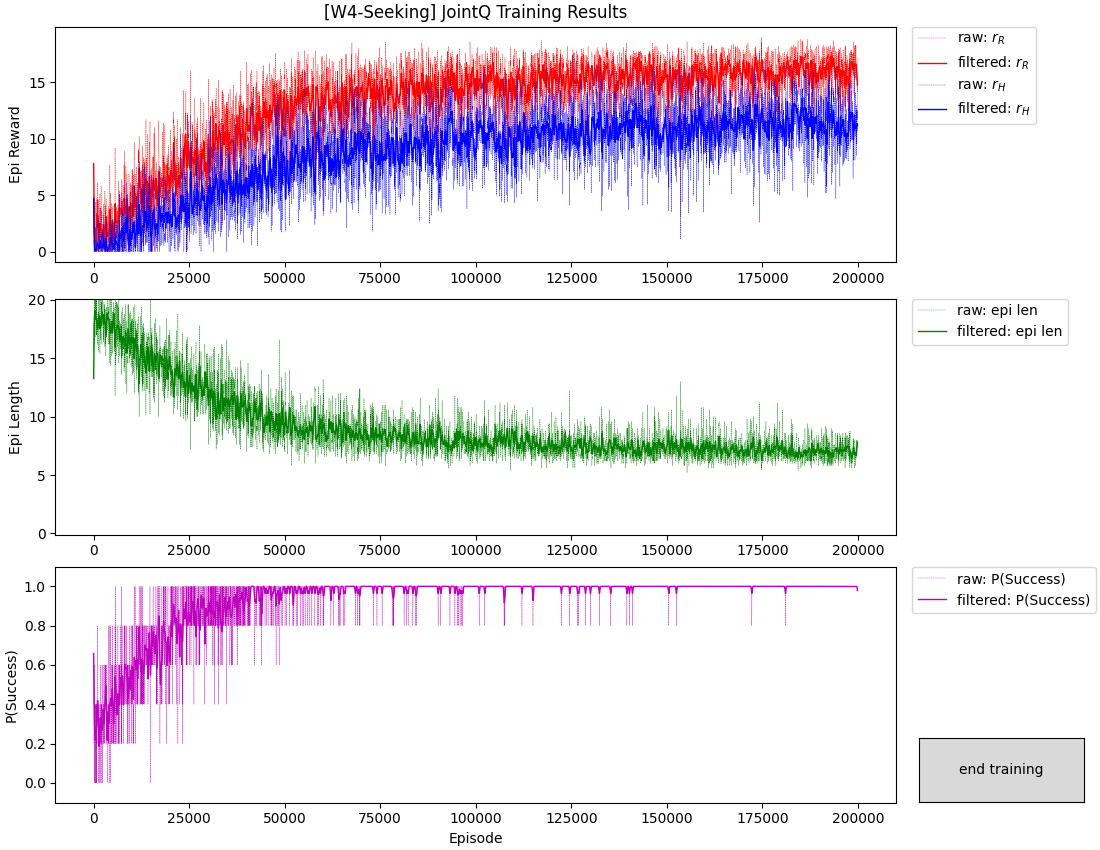 [W4-Seeking] JointQ Training Results
Epi Reward
15
10
5
0
0 25000 50000 75000 100000 125000 150000 175000 200000
raw: r_R
filtered: r_R
raw: r_H
filtered: r_H
Epi Length
20
15
10
5
0
0 25000 50000 75000 100000 125000 150000 175000 200000
raw: epi len
filtered: epi len
P(Success)
1.0
0.8
0.6
0.4
0.2
0.0
0 25000 50000 75000 100000 125000 150000 175000 200000
Episode
raw: P(Success)
filtered: P(Success)
end training